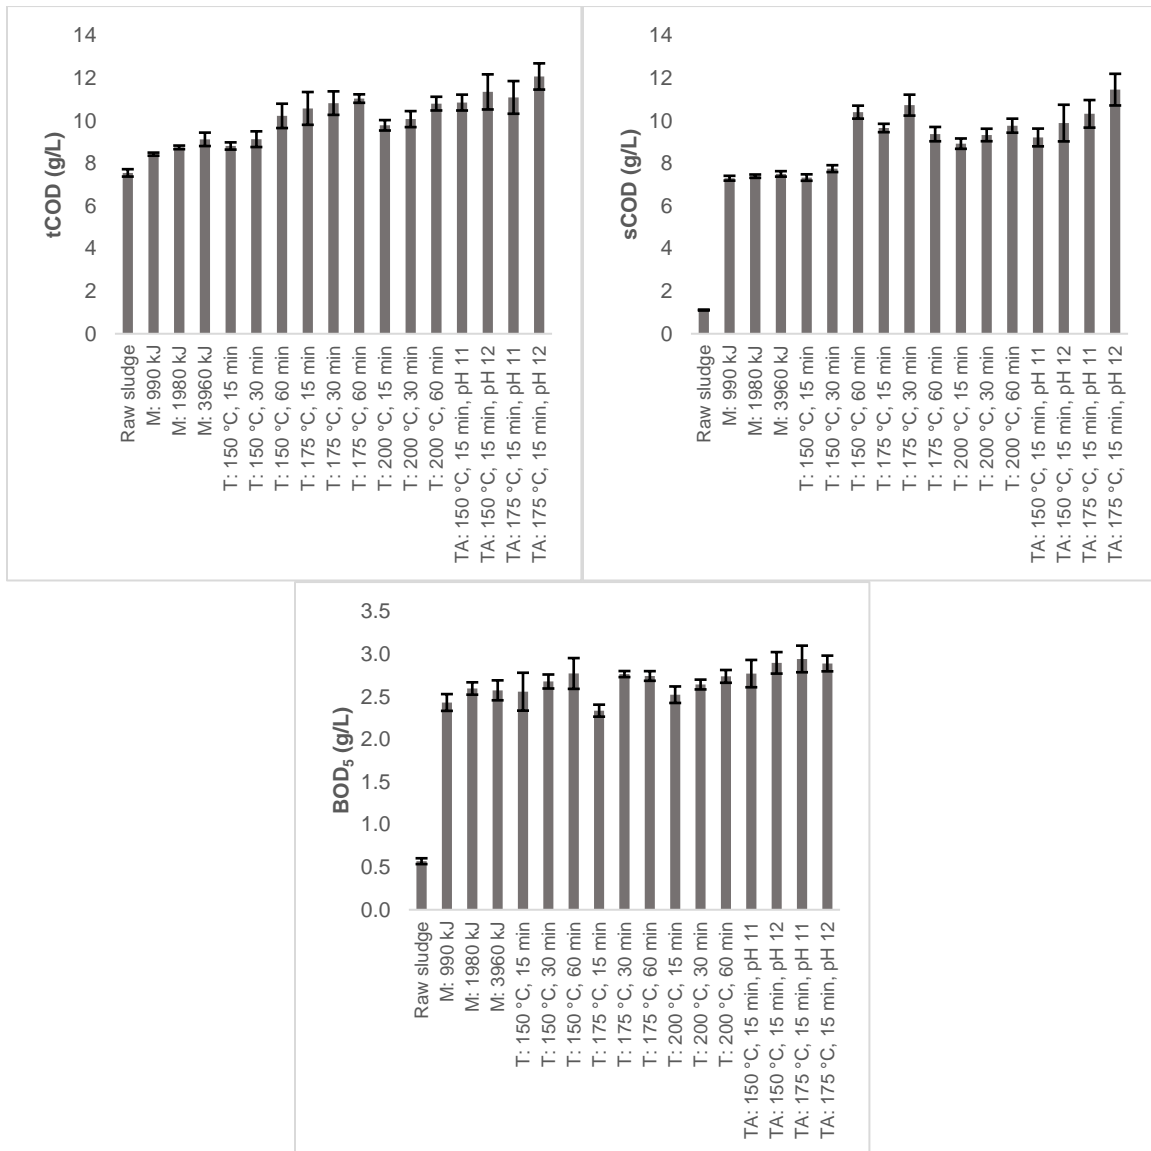 14
12
10
8
6
4
2
0
tCOD (g/L)
Raw sludge
M: 990 kJ
M: 1980 kJ
M: 3960 kJ
T: 150 °C, 15 min
T: 150 °C, 30 min
T: 150 °C, 60 min
T: 175 °C, 15 min
T: 175 °C, 30 min
T: 175 °C, 60 min
T: 200 °C, 15 min
T: 200 °C, 30 min
T: 200 °C, 60 min
TA: 150 °C, 15 min, pH 11
TA: 150 °C, 15 min, pH 12
TA: 175 °C, 15 min, pH 11
TA: 175 °C, 15 min, pH 12
14
12
10
8
6
4
2
0
sCOD (g/L)
Raw sludge
M: 990 kJ
M: 1980 kJ
M: 3960 kJ
T: 150 °C, 15 min
T: 150 °C, 30 min
T: 150 °C, 60 min
T: 175 °C, 15 min
T: 175 °C, 30 min
T: 175 °C, 60 min
T: 200 °C, 15 min
T: 200 °C, 30 min
T: 200 °C, 60 min
TA: 150 °C, 15 min, pH 11
TA: 150 °C, 15 min, pH 12
TA: 175 °C, 15 min, pH 11
TA: 175 °C, 15 min, pH 12
3.5
3.0
2.5
2.0
1.5
1.0
0.5
0.0
BOD₅ (g/L)
Raw sludge
M: 990 kJ
M: 1980 kJ
M: 3960 kJ
T: 150 °C, 15 min
T: 150 °C, 30 min
T: 150 °C, 60 min
T: 175 °C, 15 min
T: 175 °C, 30 min
T: 175 °C, 60 min
T: 200 °C, 15 min
T: 200 °C, 30 min
T: 200 °C, 60 min
TA: 150 °C, 15 min, pH 11
TA: 150 °C, 15 min, pH 12
TA: 175 °C, 15 min, pH 11
TA: 175 °C, 15 min, pH 12